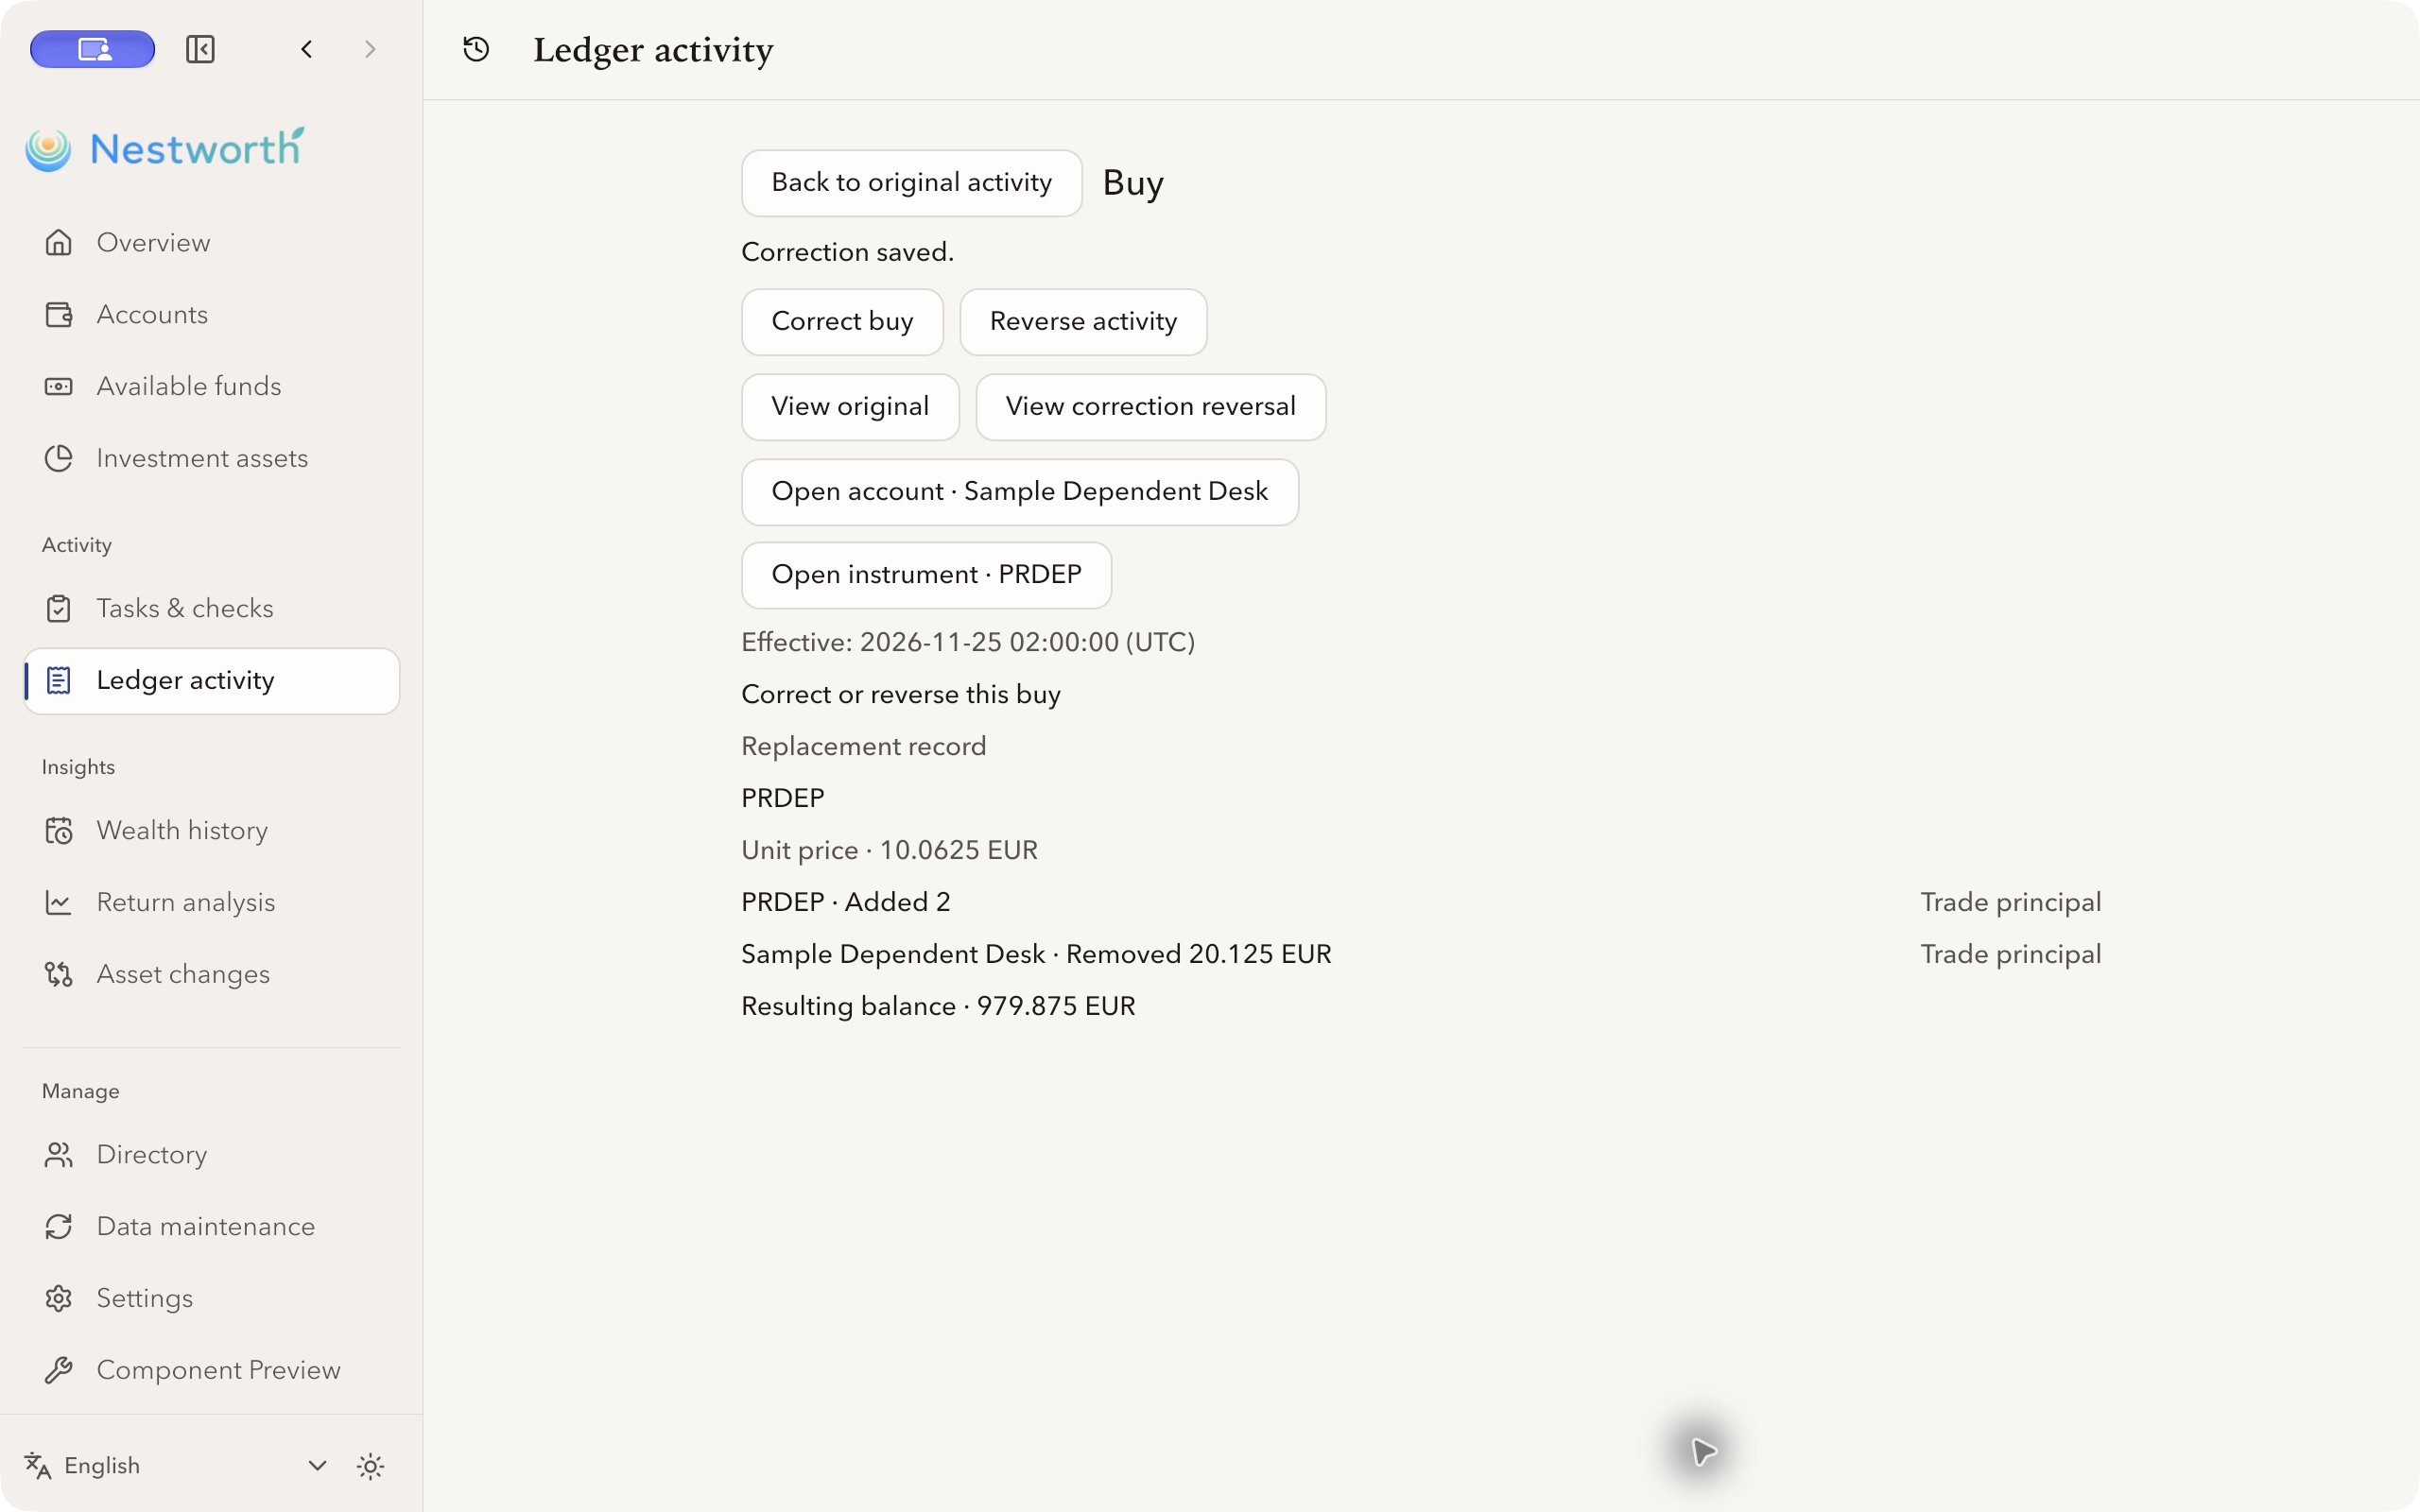 Ledger activity
Nestworth
Overview
Accounts
Available funds
Investment assets
Activity
Tasks & checks
Ledger activity
Insights
Wealth history
Return analysis
Asset changes
Manage
Directory
Data maintenance
Settings
Component Preview
English
Back to original activity Buy
Correction saved.
Correct buy Reverse activity
View original View correction reversal
Open account · Sample Dependent Desk
Open instrument · PRDEP
Effective: 2026-11-25 02:00:00 (UTC)
Correct or reverse this buy
Replacement record
PRDEP
Unit price · 10.0625 EUR
PRDEP · Added 2 Trade principal
Sample Dependent Desk · Removed 20.125 EUR Trade principal
Resulting balance · 979.875 EUR